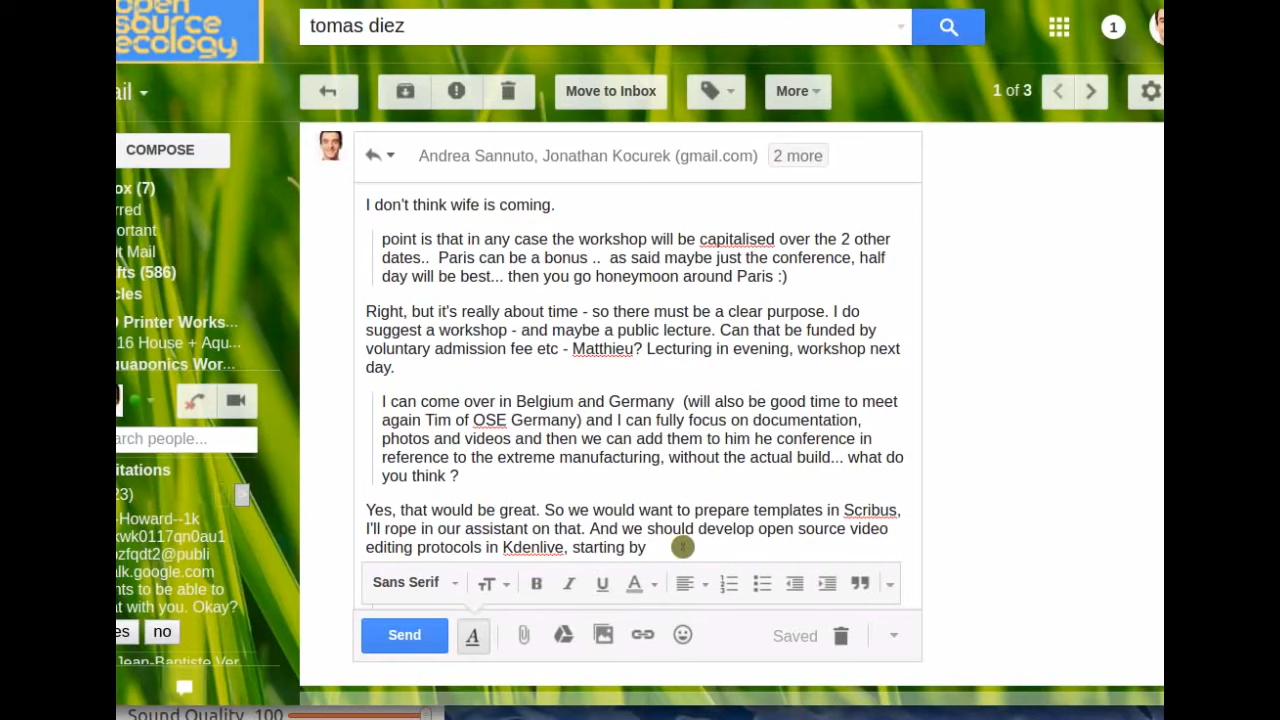 open
source
ecology
tomas diez
1
ail
Move to Inbox
More
1 of 3
COMPOSE
Andrea Sannuto, Jonathan Kocurek (gmail.com) 2 more
ox (7)
rred
portant
t Mail
fts (586)
cles
D Printer Works...
16 House + Aqu...
quaponics Wor...
arch people...
itations
23)
-Howard--1k
xwk0117qn0au1
ozfqdt2@publi
alk.google.com
nts to be able to
at with you. Okay?
es no
Jean-Baptiste Ver
I don't think wife is coming.
point is that in any case the workshop will be capitalised over the 2 other
dates.. Paris can be a bonus .. as said maybe just the conference, half
day will be best... then you go honeymoon around Paris :)
Right, but it's really about time - so there must be a clear purpose. I do
suggest a workshop - and maybe a public lecture. Can that be funded by
voluntary admission fee etc - Matthieu? Lecturing in evening, workshop next
day.
I can come over in Belgium and Germany (will also be good time to meet
again Tim of OSE Germany) and I can fully focus on documentation,
photos and videos and then we can add them to him he conference in
reference to the extreme manufacturing, without the actual build... what do
you think ?
Yes, that would be great. So we would want to prepare templates in Scribus,
I'll rope in our assistant on that. And we should develop open source video
editing protocols in Kdenlive, starting by
Sans Serif
Send
Saved
Sound Quality 100